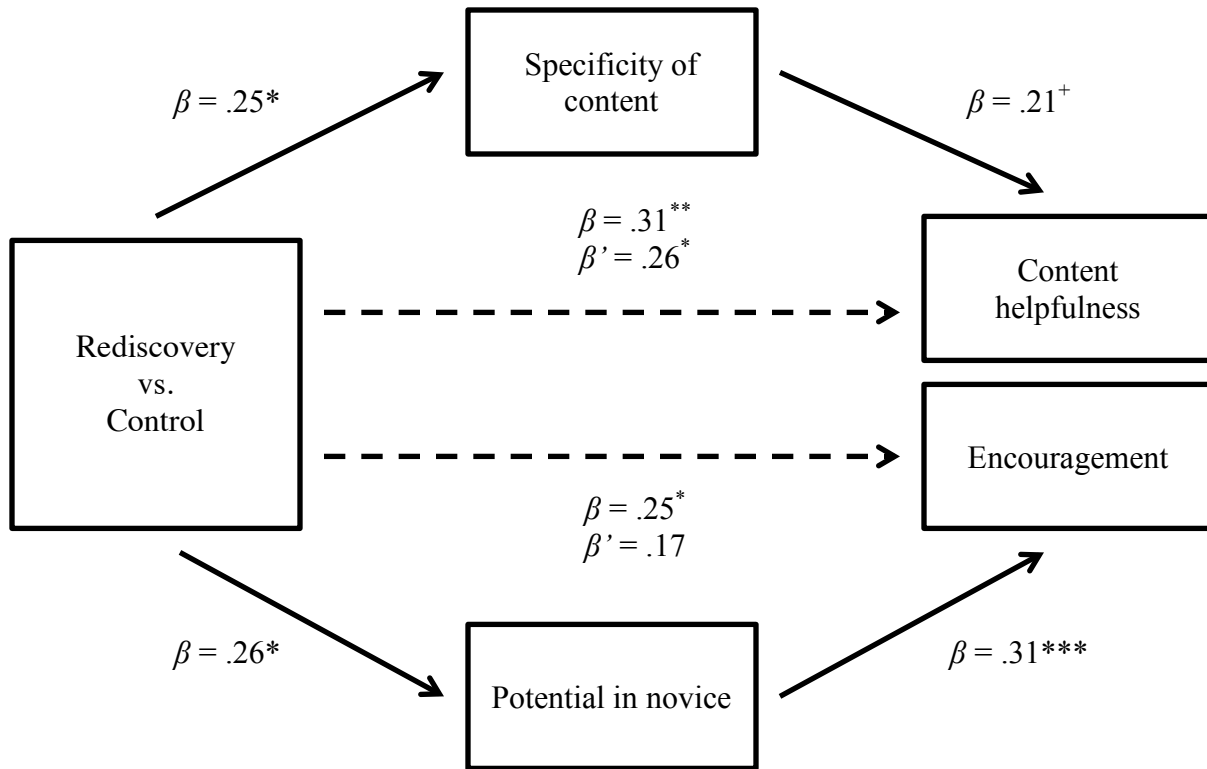 Specificity of
content
β = .25*
β = .21⁺
β = .31**
β’ = .26*
Rediscovery
vs.
Control
Content
helpfulness
Encouragement
β = .25*
β’ = .17
β = .26*
Potential in novice
β = .31***